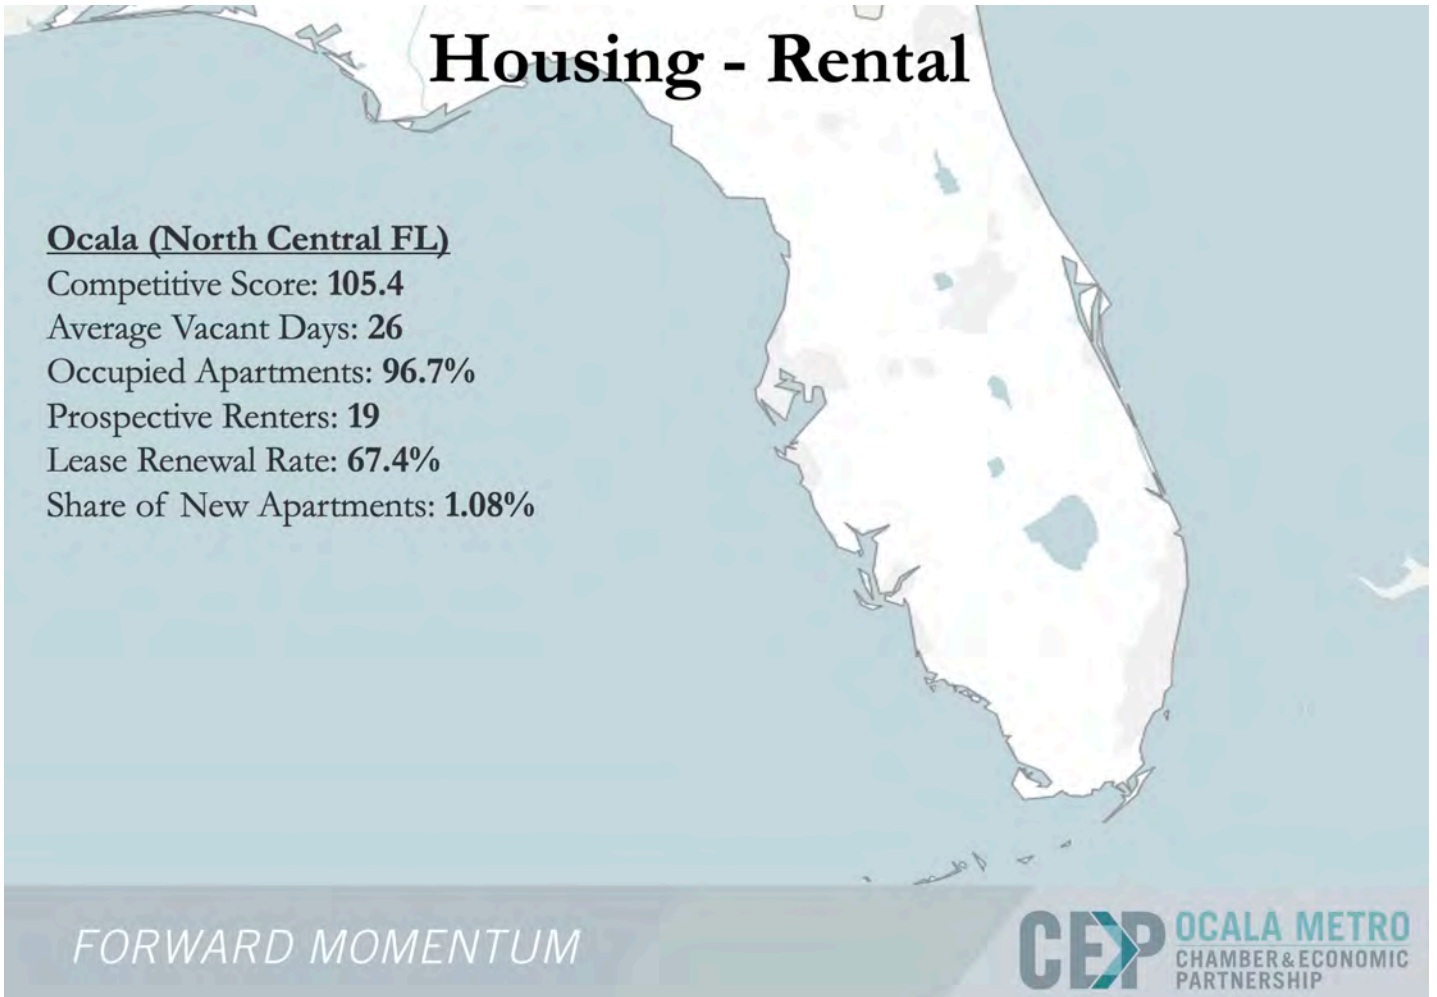 Housing - Rental
Ocala (North Central FL)
Competitive Score: 105.4
Average Vacant Days: 26
Occupied Apartments: 96.7%
Prospective Renters: 19
Lease Renewal Rate: 67.4%
Share of New Apartments: 1.08%
FORWARD MOMENTUM
CEP
OCALA METRO
CHAMBER & ECONOMIC
PARTNERSHIP